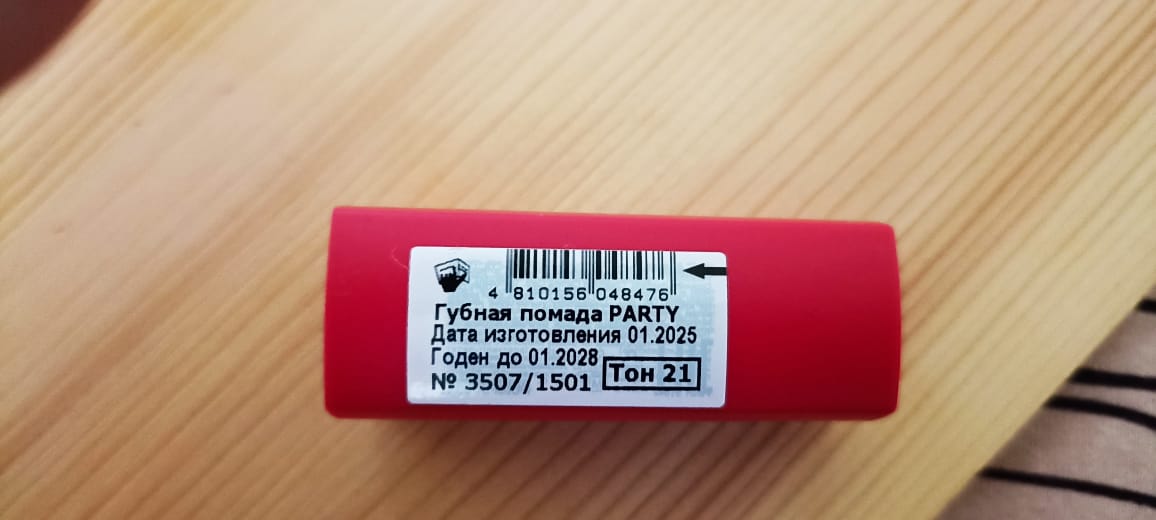 4 810156 048476
Губная помада PARTY
Дата изготовления 01.2025
Годен до 01.2028
№ 3507/1501 Тон 21